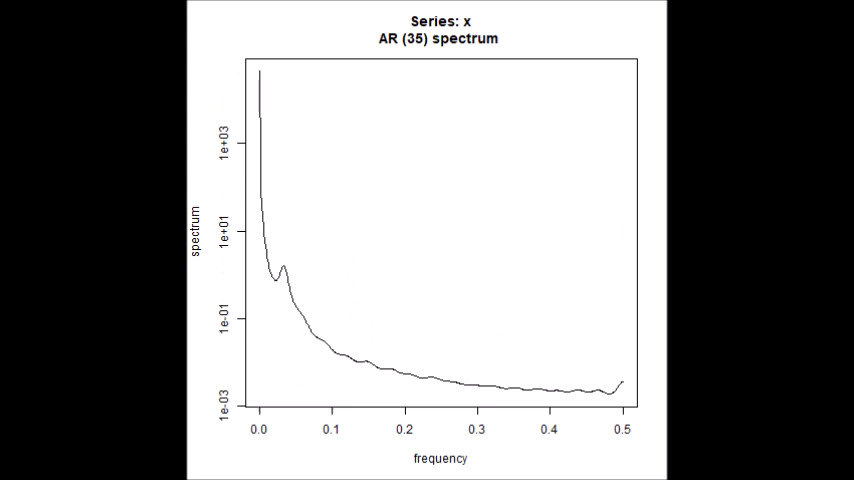 Series: x
AR (35) spectrum
spectrum
1e+03
1e+01
1e-01
1e-03
0.0 0.1 0.2 0.3 0.4 0.5
frequency